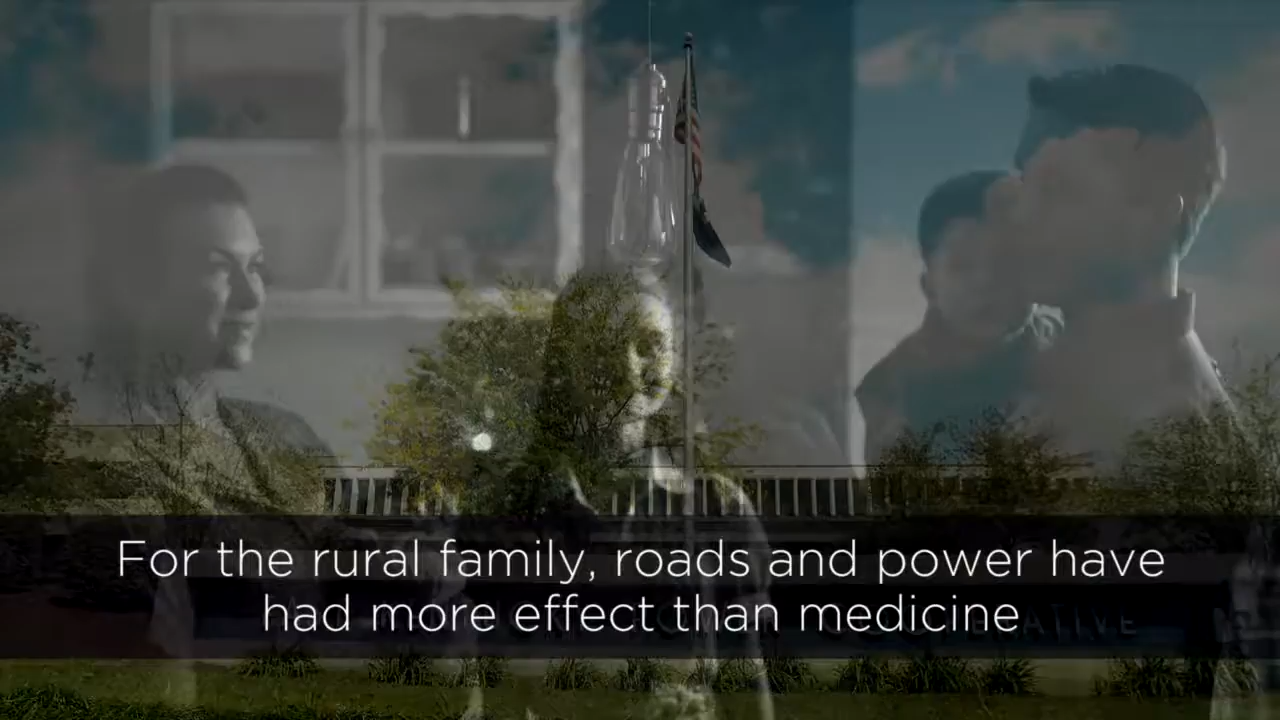 For the rural family, roads and power have
had more effect than medicine